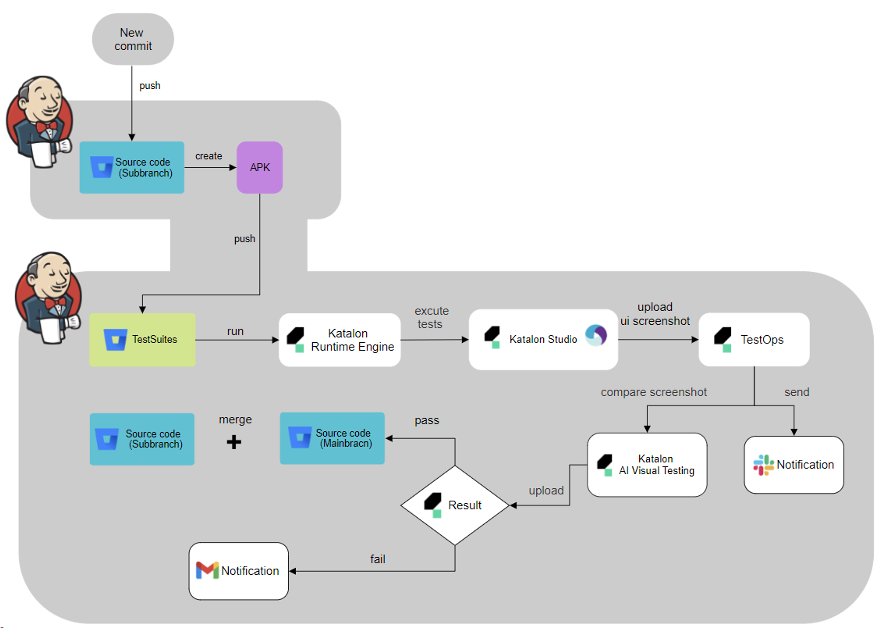 New
commit
push
Source code
(Subbranch)
create
APK
push
TestSuites
run
Katalon
Runtime Engine
excute
tests
Katalon Studio
upload
ui screenshot
TestOps
compare screenshot
send
Source code
(Subbranch)
merge
+
Source code
(Mainbracn)
pass
Katalon
AI Visual Testing
Notification
upload
Result
fail
Notification